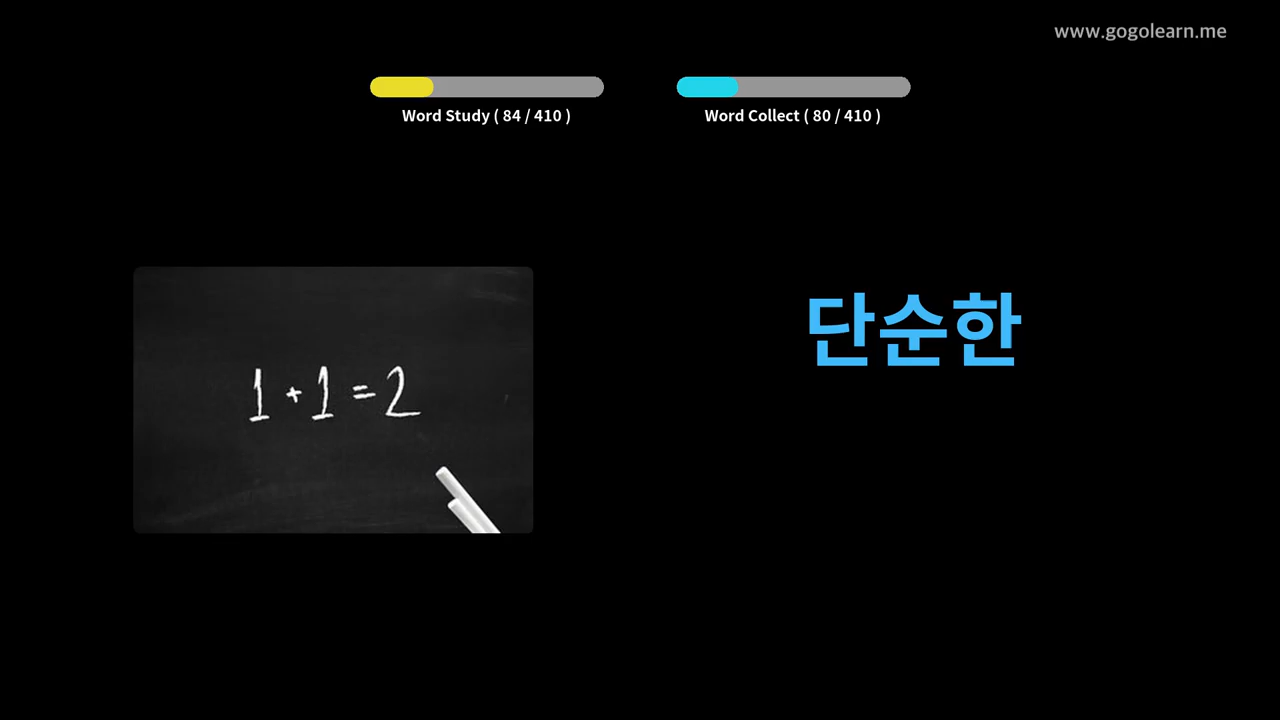 www.gogolearn.me
Word Study ( 84 / 410 )
Word Collect ( 80 / 410 )
1 + 1 = 2
단순한